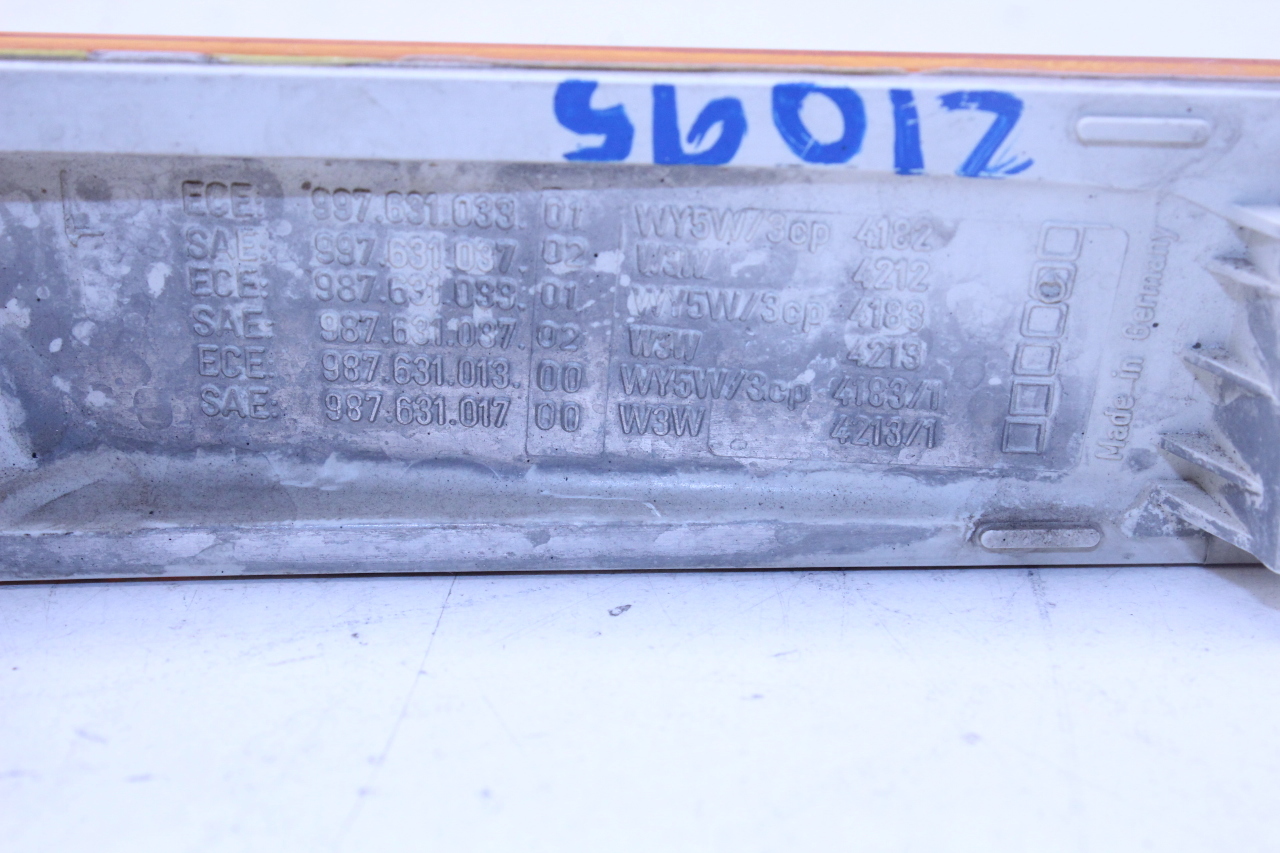 21095
ECE: 997.631.033. 01 WY5W/3cp 4182
SAE: 997.631.037. 02 W3W 4212
ECE: 987.631.033. 01 WY5W/3cp 4183
SAE: 987.631.037. 02 W3W 4213
ECE: 987.631.013. 00 WY5W/3cp 4183/1
SAE: 987.631.017 00 W3W 4213/1
Made in Germany